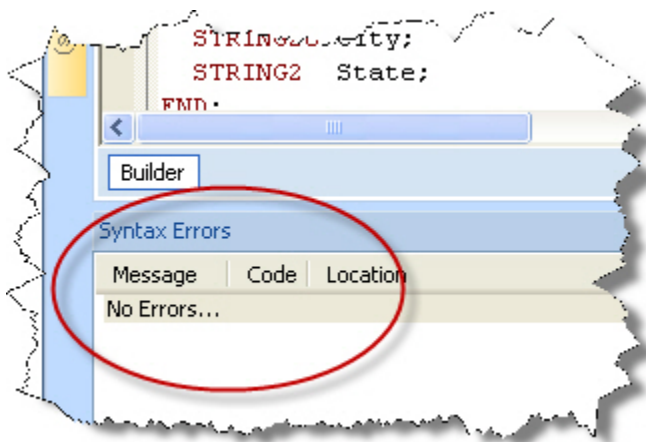 STRING2 State;
END;
Builder
Syntax Errors
Message Code Location
No Errors...